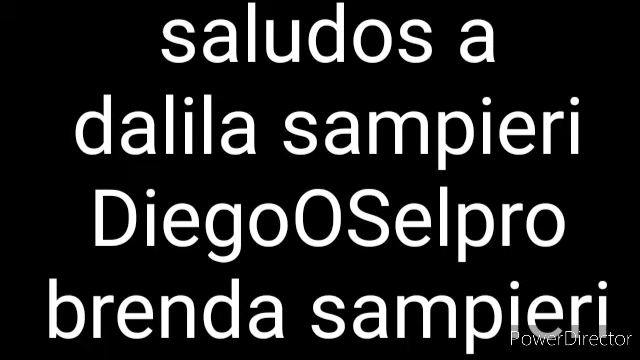 saludos a
dalila sampieri
DiegoOSelpro
brenda sampieri
PowerDirector